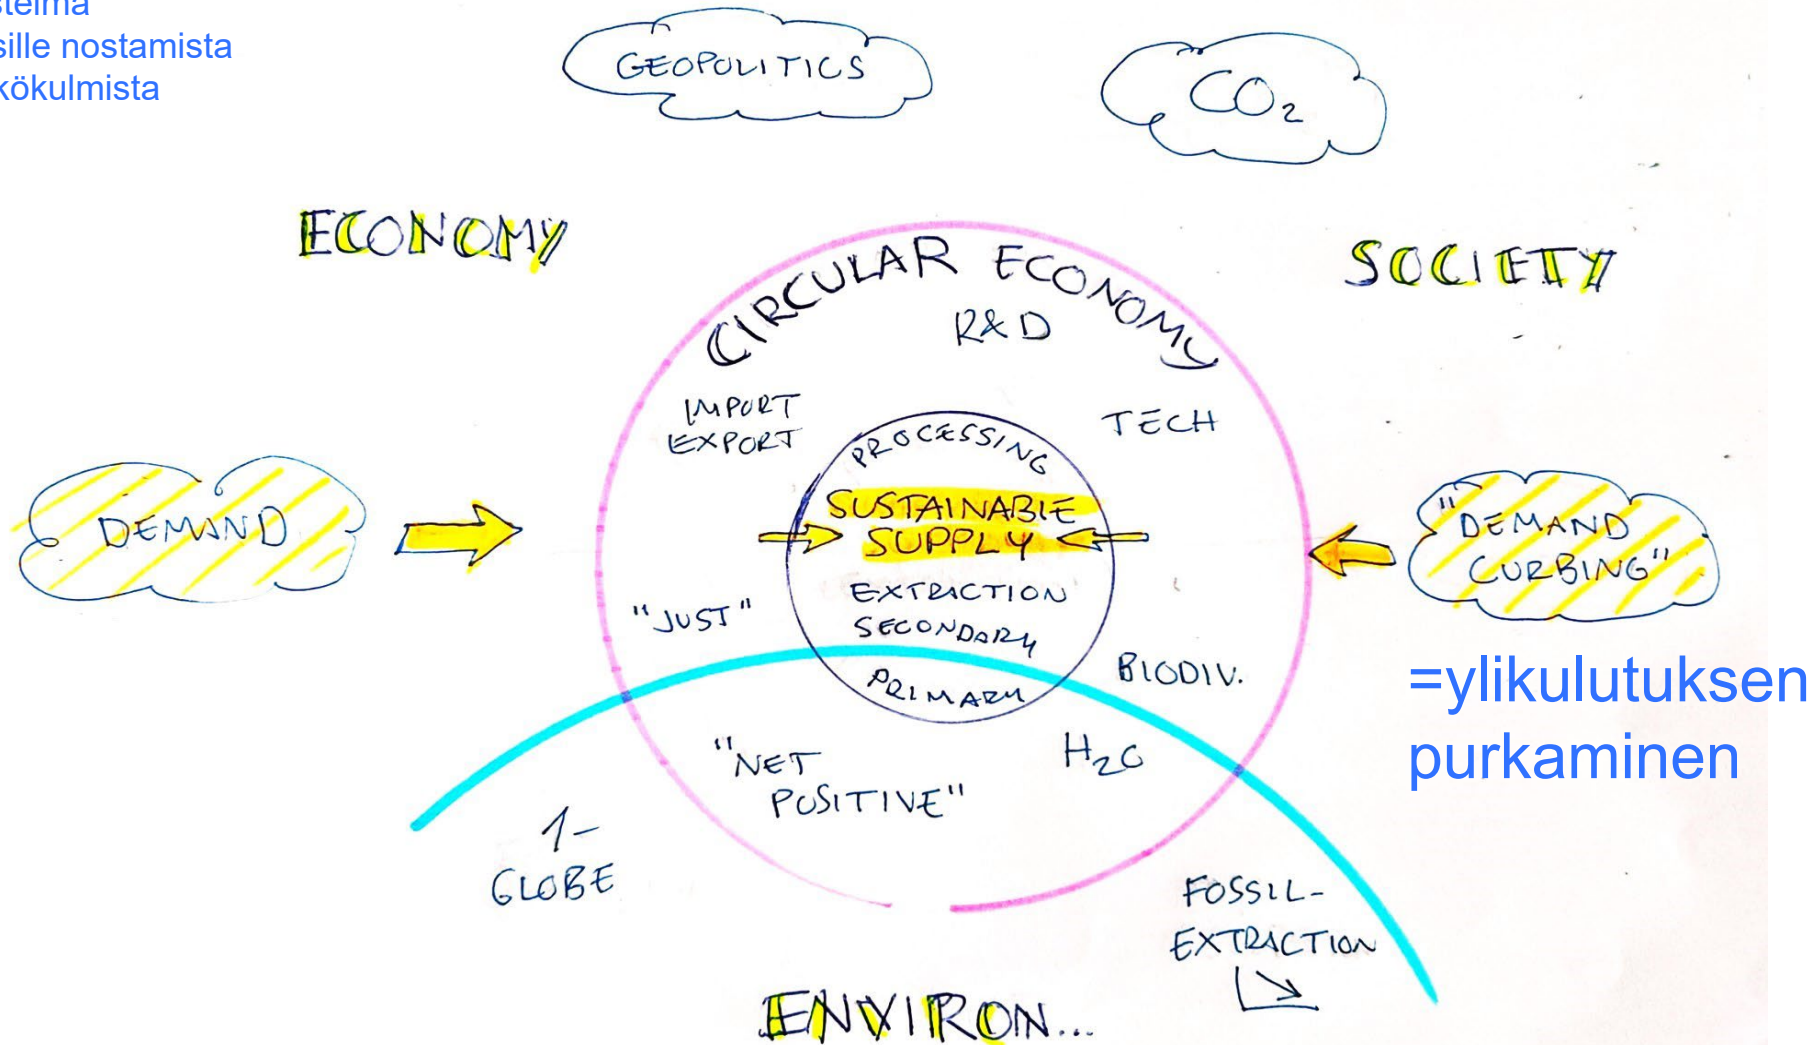 sille nostamista
kökulmista
GEOPOLITICS
CO₂
ECONOMY
SOCIETY
CIRCULAR ECONOMY
R&D
IMPORT
EXPORT
TECH
PROCESSING
SUSTAINABLE
SUPPLY
DEMAND
"DEMAND
CURBING"
EXTRACTION
SECONDARY
"JUST"
PRIMARY
BIODIV.
=ylikulutuksen
purkaminen
"NET
POSITIVE"
H₂O
1-
GLOBE
FOSSIL-
EXTRACTION
ENVIRON...